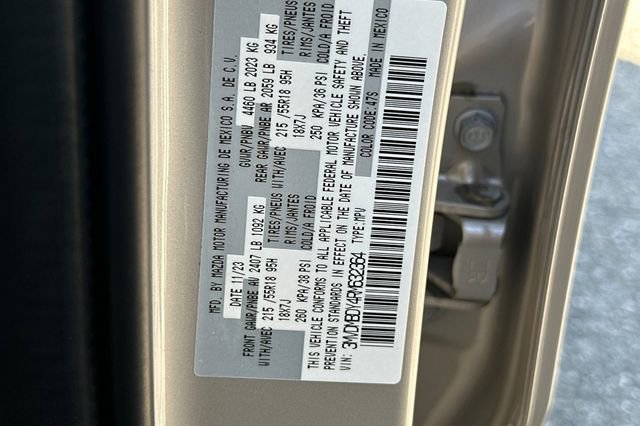 MFD. BY MAZDA MOTOR MANUFACTURING DE MEXICO S.A. DE C.V.
DATE 11/23 GVWR/PNBV 4460 LB 2023 KG
FRONT GAWR/PNBE AV 2407 LB 1092 KG REAR GAWR/PNBE AR 2059 LB 934 KG
WITH/AVEC 215 /55R18 95H TIRES/PNEUS WITH/AVEC 215 /55R18 95H TIRES/PNEUS
18X7J RIMS/JANTES 18X7J RIMS/JANTES
260 KPA/38 PSI COLD/A FROID 250 KPA/36 PSI COLD/A FROID
THIS VEHICLE CONFORMS TO ALL APPLICABLE FEDERAL MOTOR VEHICLE SAFETY AND THEFT
PREVENTION STANDARDS IN EFFECT ON THE DATE OF MANUFACTURE SHOWN ABOVE.
VIN: 3MVDMBDY4RM632364 TYPE:MPV COLOR CODE:47S MADE IN MEXICO